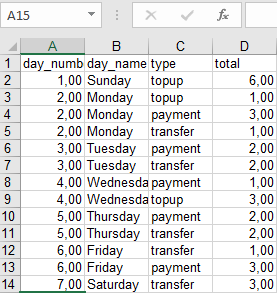 A15 fx
A B C D
1 day_numb day_name type total
2 1,00 Sunday topup 6,00
3 2,00 Monday topup 1,00
4 2,00 Monday payment 3,00
5 2,00 Monday transfer 1,00
6 3,00 Tuesday payment 2,00
7 3,00 Tuesday transfer 2,00
8 4,00 Wednesda payment 1,00
9 4,00 Wednesda topup 3,00
10 5,00 Thursday payment 2,00
11 5,00 Thursday transfer 2,00
12 6,00 Friday transfer 1,00
13 6,00 Friday payment 3,00
14 7,00 Saturday transfer 3,00